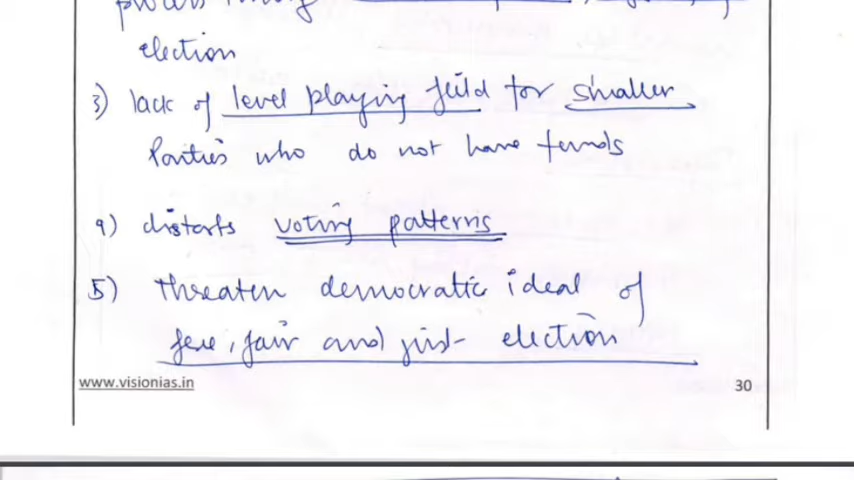 election
3) lack of level playing feild for smaller
Parties who do not have funds
4) distorts voting patterns
5) threaten democratic ideal of
free, fair and just election
www.visionias.in 30